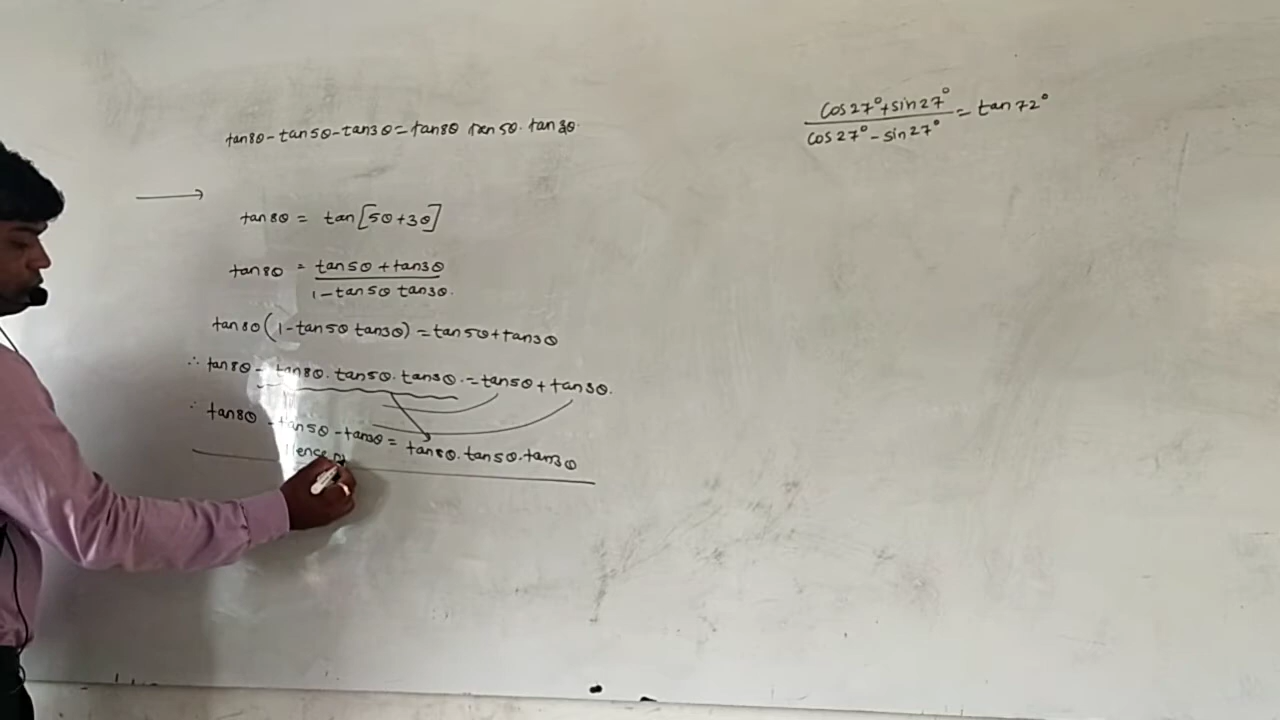 tan8θ - tan5θ - tan3θ = tan8θ tan5θ. tan3θ.
tan8θ = tan[5θ+3θ]
tan8θ = tan5θ + tan3θ
1 - tan5θ tan3θ.
tan8θ(1 - tan5θ tan3θ) = tan5θ + tan3θ
∴ tan8θ - tan8θ. tan5θ. tan3θ. = tan5θ + tan3θ.
∴ tan8θ - tan5θ - tan3θ = tan8θ. tan5θ. tan3θ
Hence
cos27° + sin27° = tan72°
cos27° - sin27°